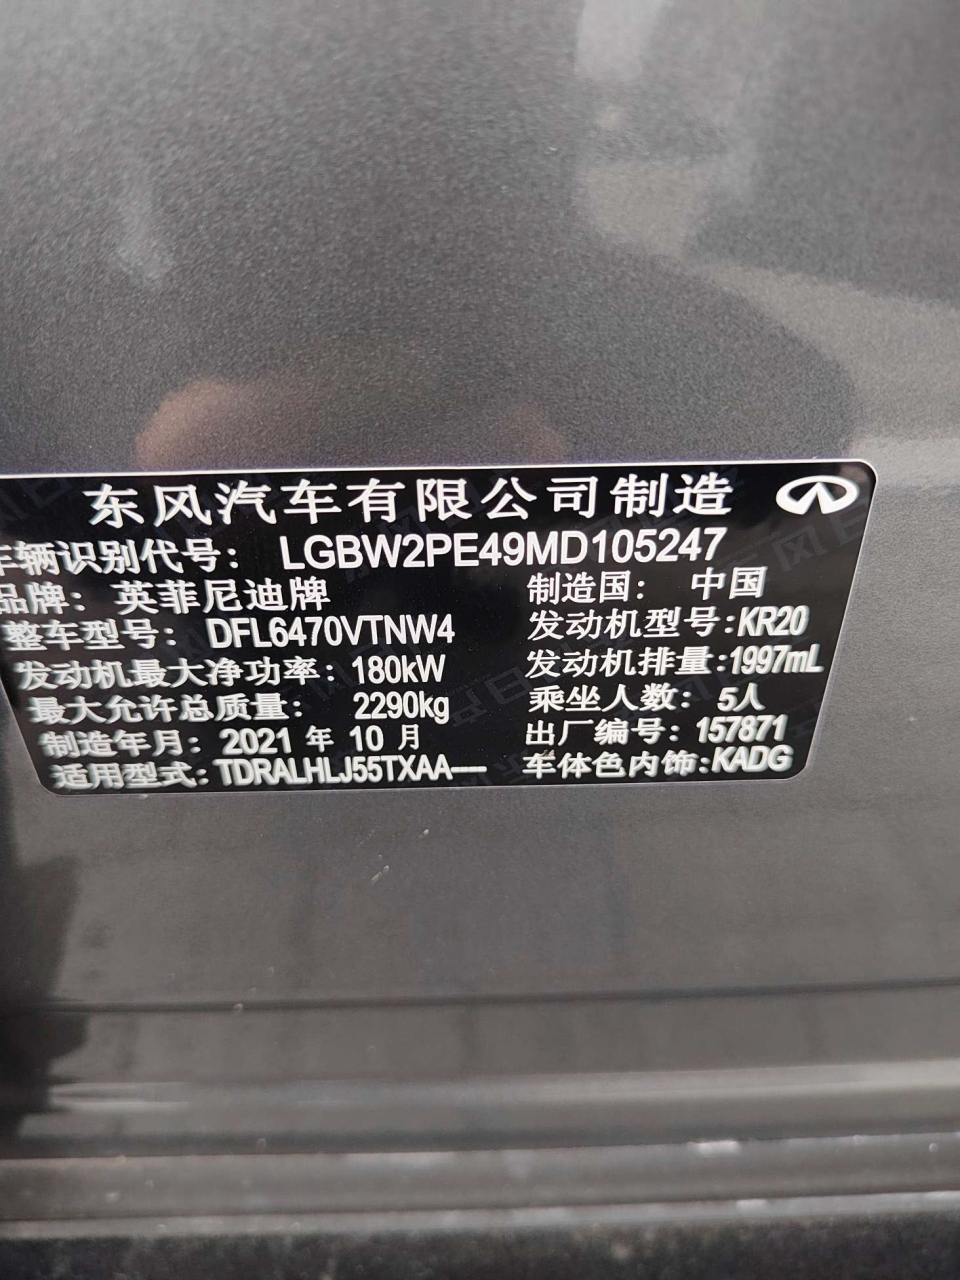 东风汽车有限公司制造
车辆识别代号: LGBW2PE49MD105247
品牌: 英菲尼迪牌 制造国: 中国
整车型号: DFL6470VTNW4 发动机型号:KR20
发动机最大净功率:180kW 发动机排量:1997mL
最大允许总质量: 2290kg 乘坐人数: 5人
制造年月: 2021 年 10 月 出厂编号: 157871
适用型式:TDRALHLJ55TXAA---- 车体色内饰:KADG